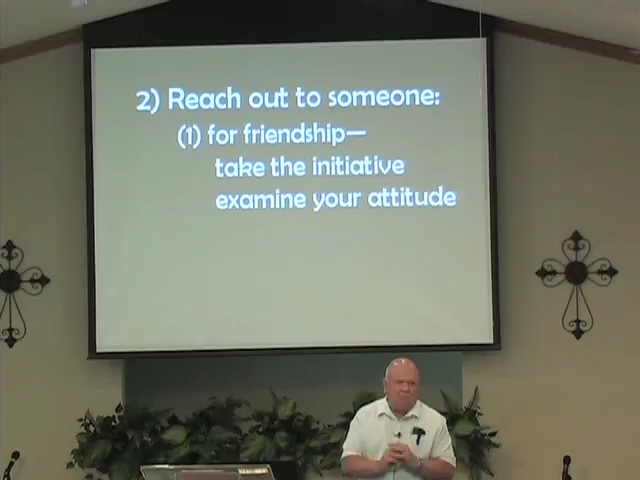 2) Reach out to someone:
(1) for friendship—
take the initiative
examine your attitude